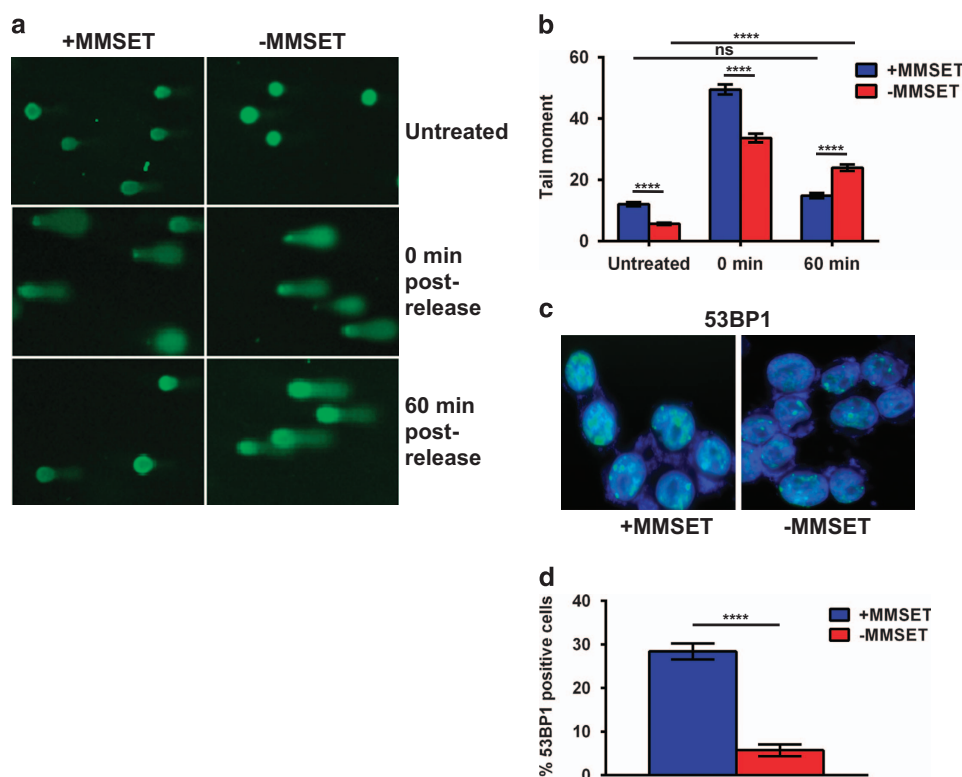 a
+MMSET
-MMSET
Untreated
0 min
post-
release
60 min
post-
release
b
****
ns
+MMSET
-MMSET
Tail moment
60
40
20
0
****
****
****
Untreated
0 min
60 min
c
53BP1
+MMSET
-MMSET
d
% 53BP1 positive cells
40
30
20
10
0
****
+MMSET
-MMSET